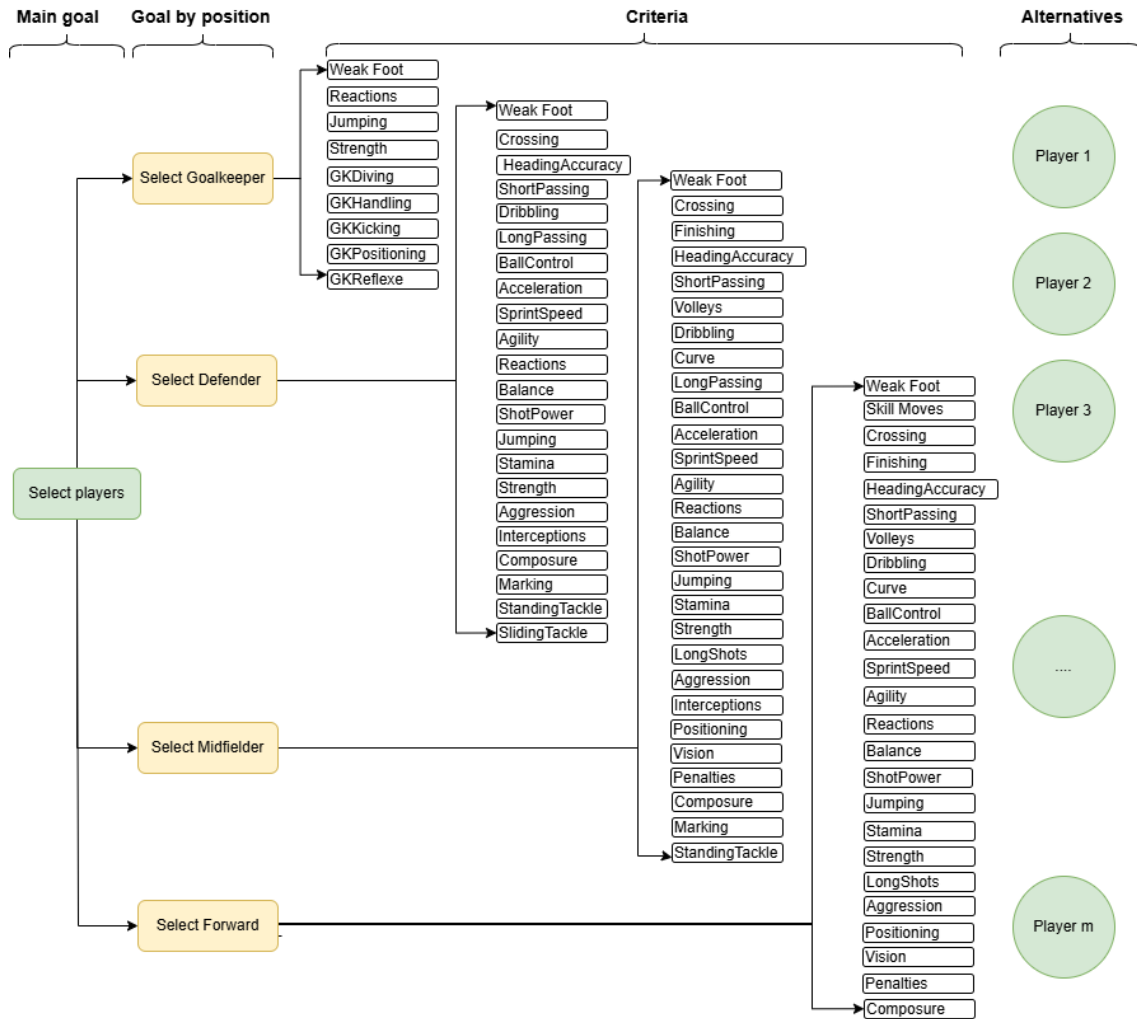 Main goal
Goal by position
Criteria
Alternatives
Select players
Select Goalkeeper
Select Defender
Select Midfielder
Select Forward
Weak Foot
Reactions
Jumping
Strength
GKDiving
GKHandling
GKKicking
GKPositioning
GKReflexe
Weak Foot
Crossing
HeadingAccuracy
ShortPassing
Dribbling
LongPassing
BallControl
Acceleration
SprintSpeed
Agility
Reactions
Balance
ShotPower
Jumping
Stamina
Strength
Aggression
Interceptions
Composure
Marking
StandingTackle
SlidingTackle
Weak Foot
Crossing
Finishing
HeadingAccuracy
ShortPassing
Volleys
Dribbling
Curve
LongPassing
BallControl
Acceleration
SprintSpeed
Agility
Reactions
Balance
ShotPower
Jumping
Stamina
Strength
LongShots
Aggression
Interceptions
Positioning
Vision
Penalties
Composure
Marking
StandingTackle
Weak Foot
Skill Moves
Crossing
Finishing
HeadingAccuracy
ShortPassing
Volleys
Dribbling
Curve
BallControl
Acceleration
SprintSpeed
Agility
Reactions
Balance
ShotPower
Jumping
Stamina
Strength
LongShots
Aggression
Positioning
Vision
Penalties
Composure
Player 1
Player 2
Player 3
....
Player m